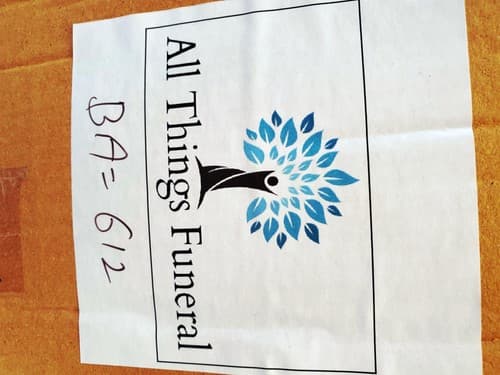 All Things Funeral
BA = 612